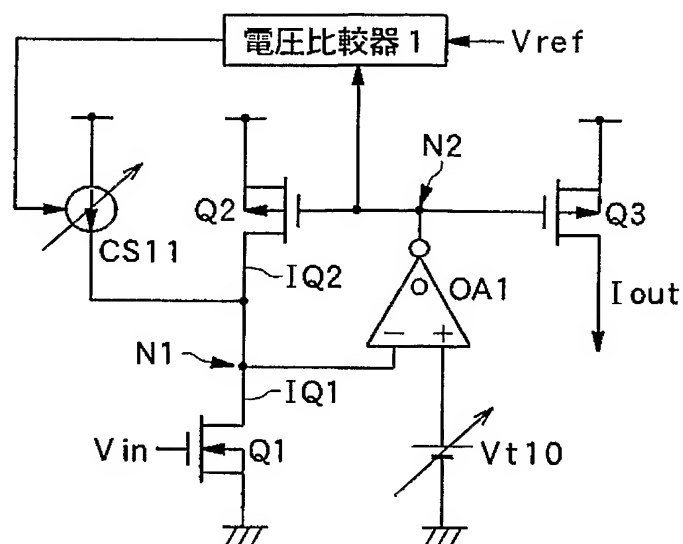 電圧比較器1
Vref
N2
Q2
Q3
CS11
IQ2
O
OA1
Iout
N1
- +
IQ1
Vin
Q1
Vt10